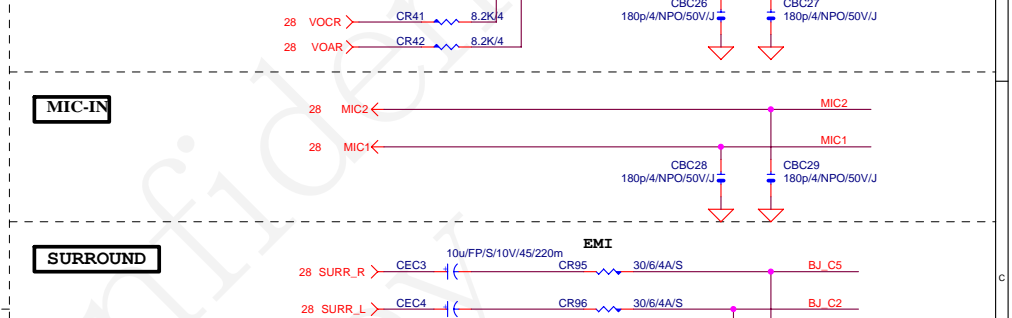 CBC26 CBC27
28 VOCR CR41 8.2K/4 180p/4/NPO/50V/J 180p/4/NPO/50V/J
28 VOAR CR42 8.2K/4
MIC-IN
28 MIC2 MIC2
28 MIC1 MIC1
CBC28 CBC29
180p/4/NPO/50V/J 180p/4/NPO/50V/J
SURROUND
EMI
10u/FP/S/10V/45/220m
28 SURR_R CEC3 + CR95 30/6/4A/S BJ_C5
C
28 SURR_L CEC4 + CR96 30/6/4A/S BJ_C2